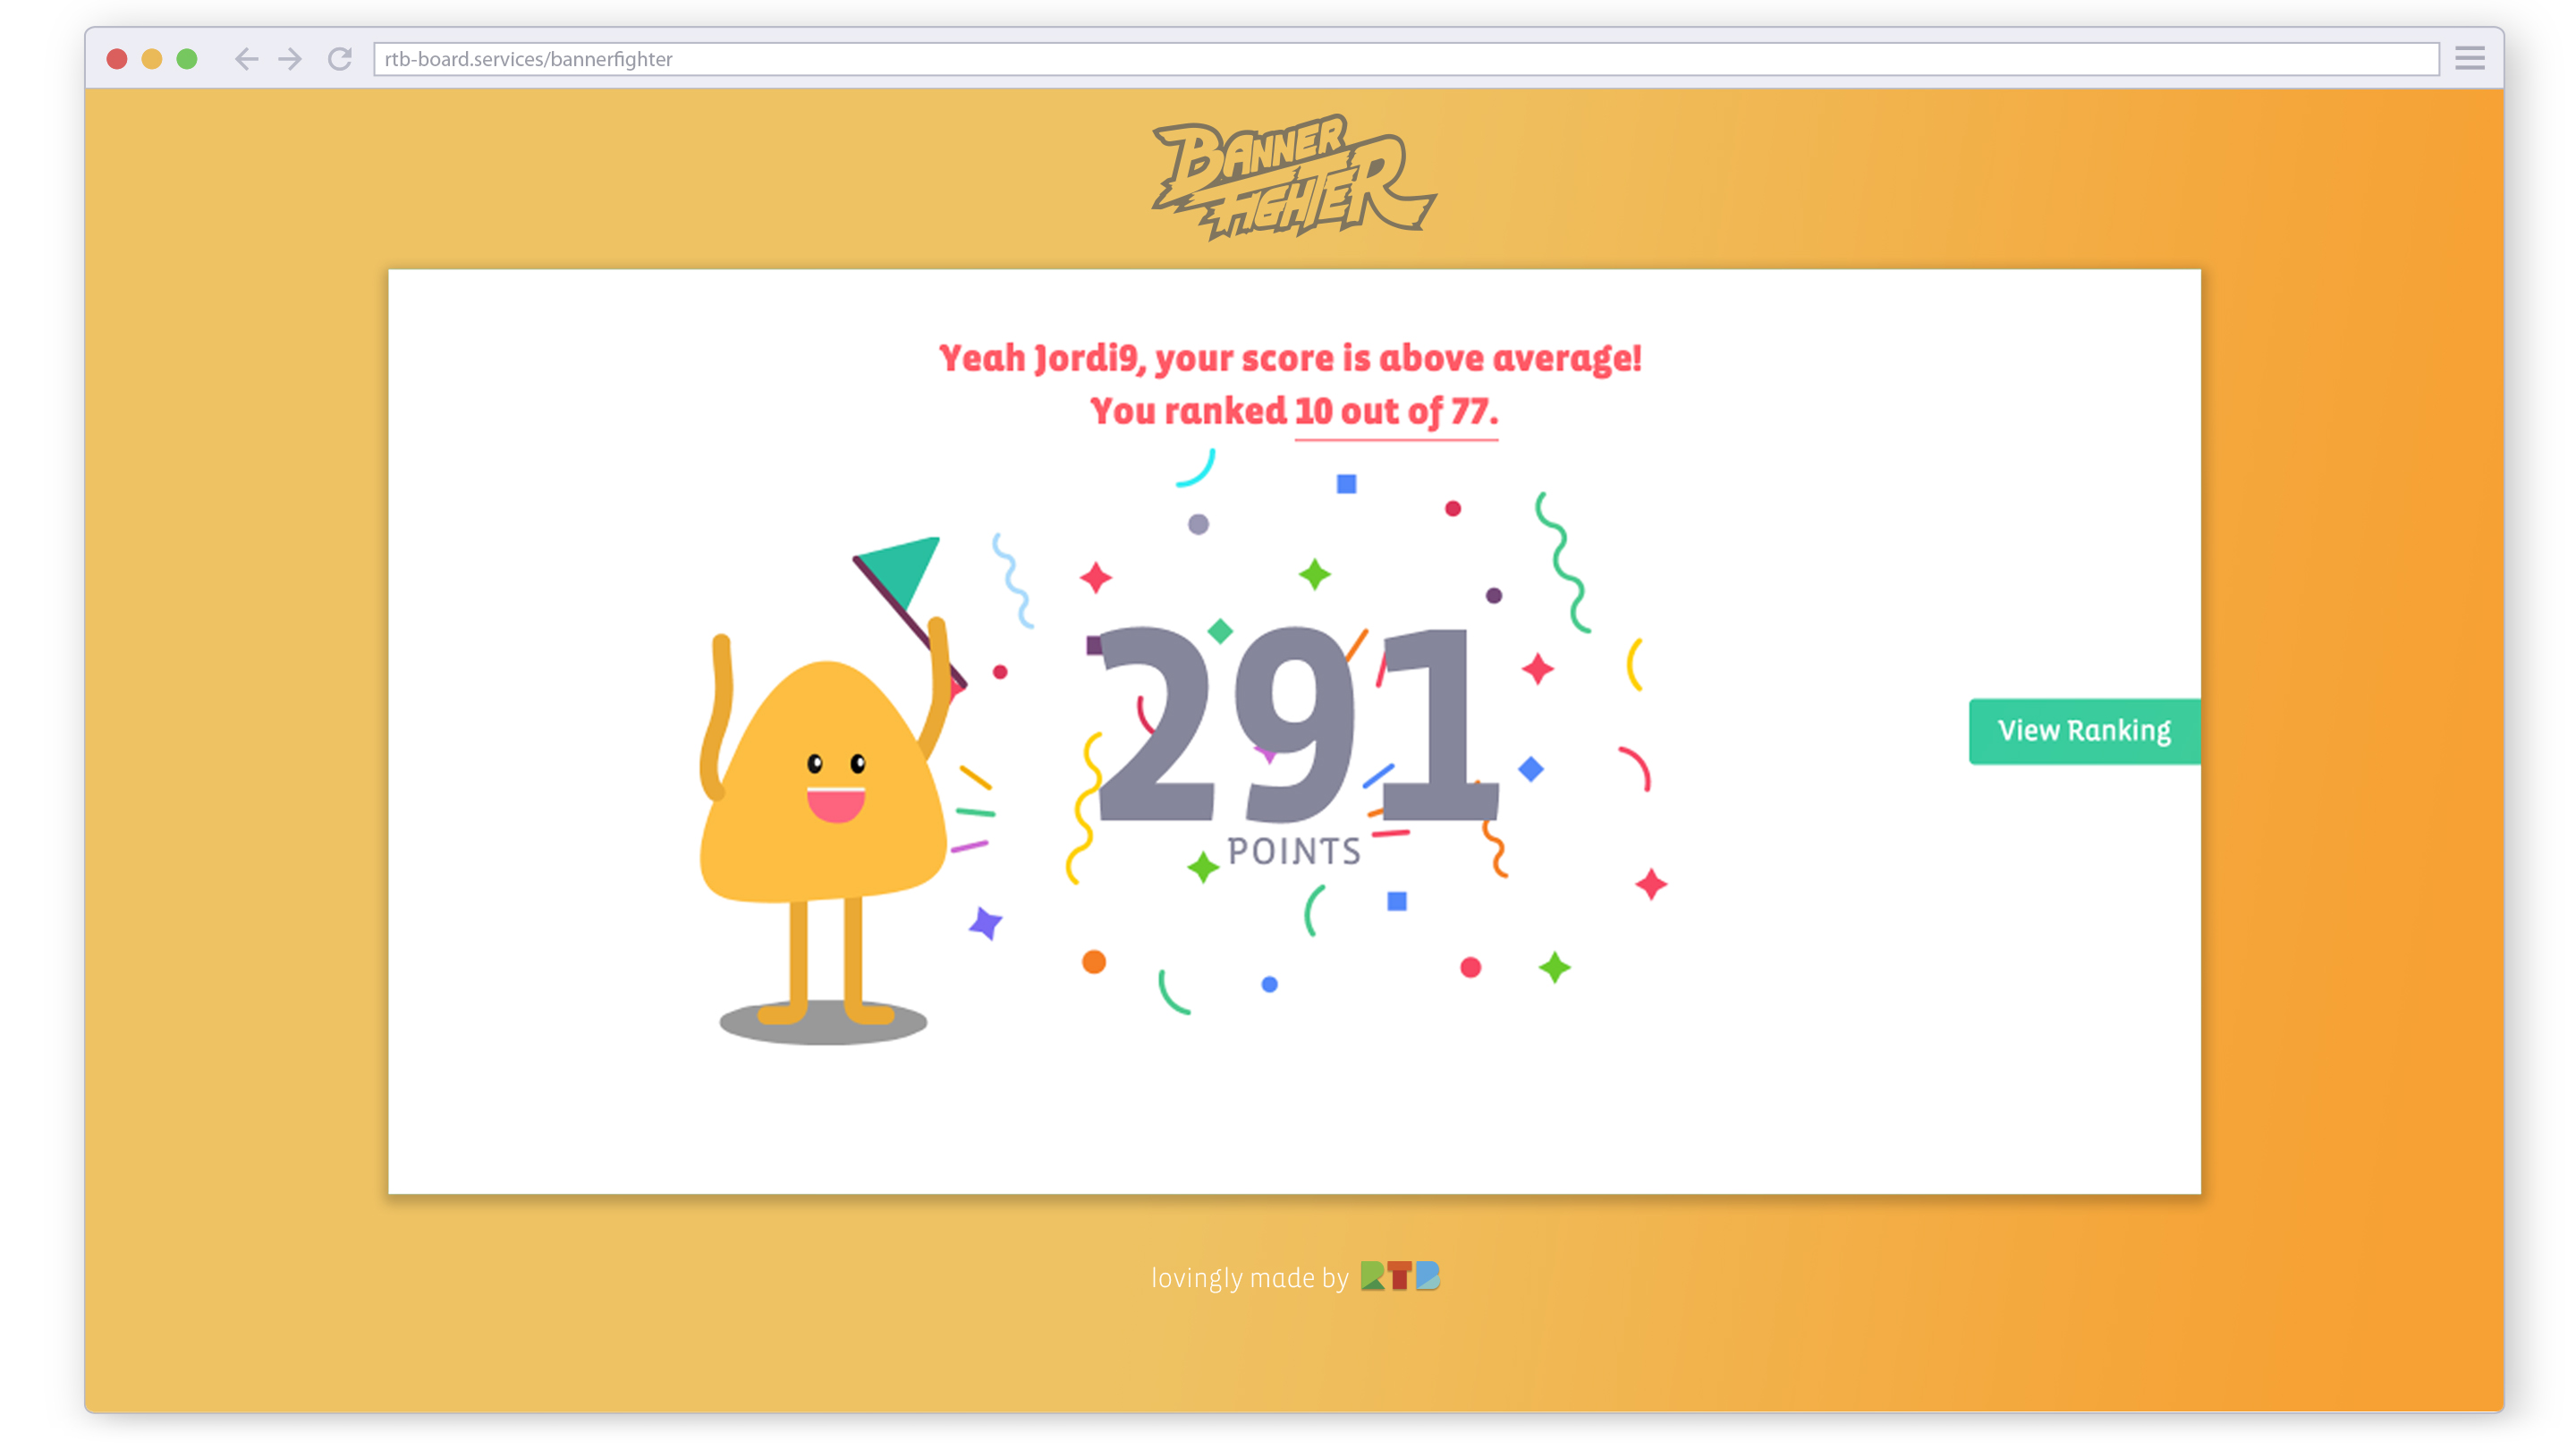 rtb-board.services/bannerfighter
BANNER
FIGHTER
Yeah Jordi9, your score is above average!
You ranked 10 out of 77.
291
POINTS
View Ranking
lovingly made by RTB